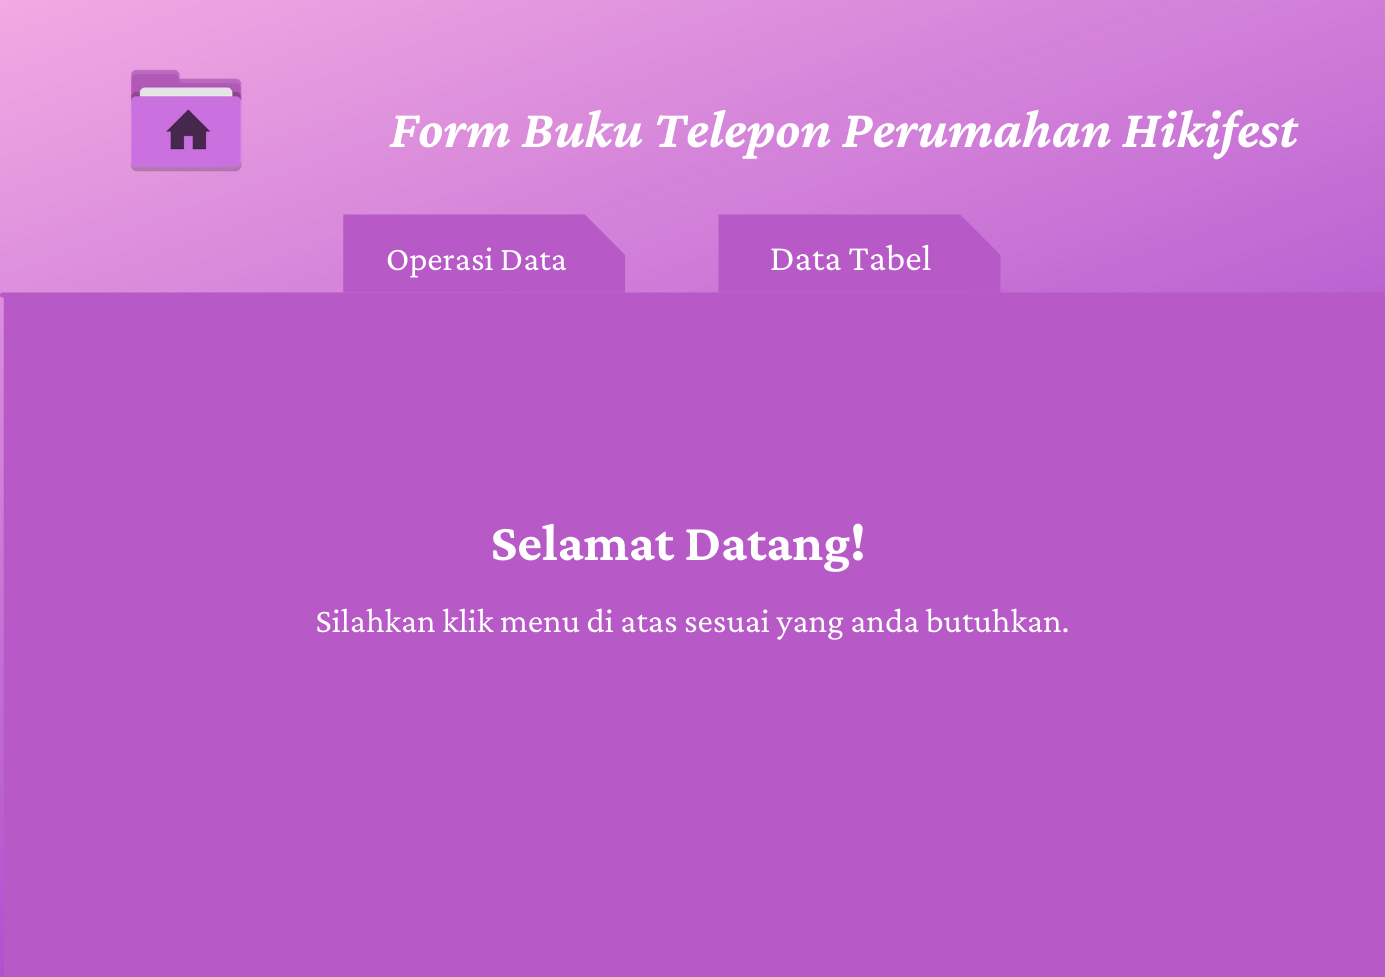 Form Buku Telepon Perumahan Hikifest
Operasi Data
Data Tabel
Selamat Datang!
Silahkan klik menu di atas sesuai yang anda butuhkan.